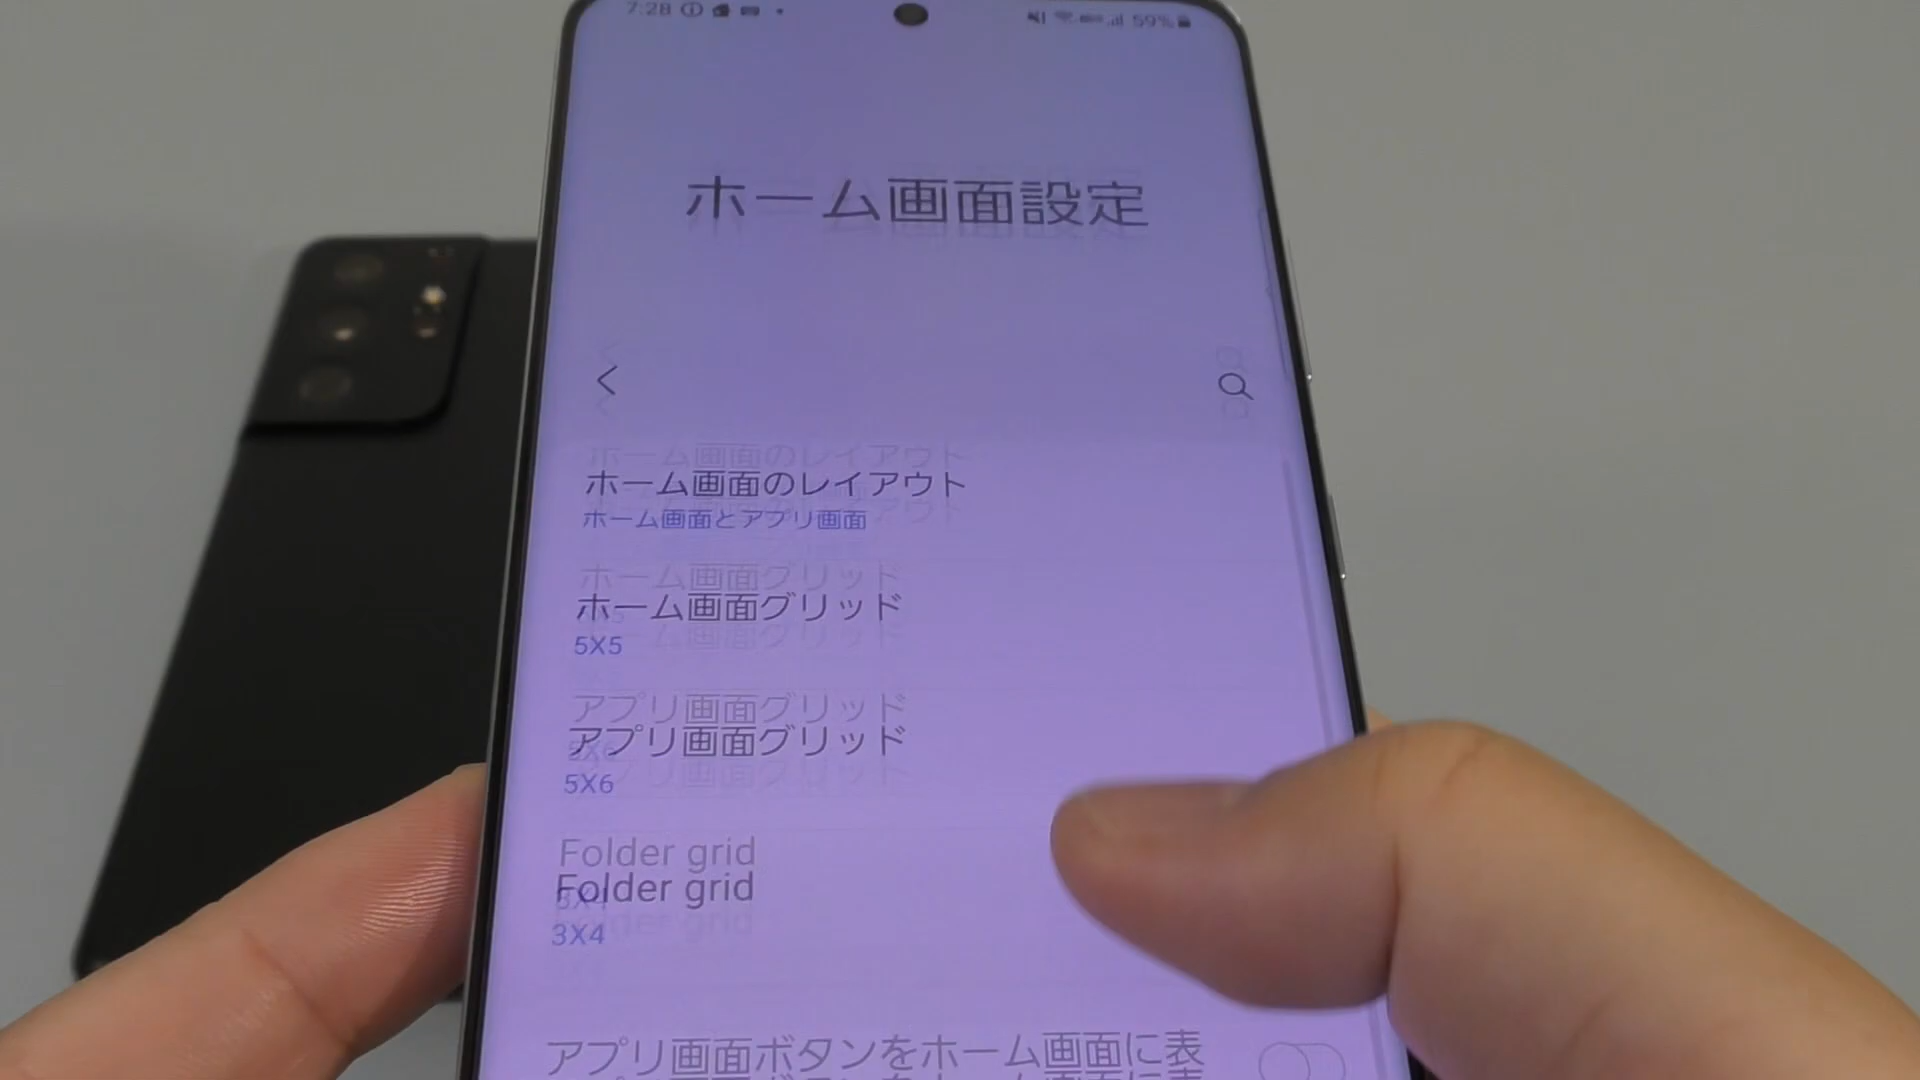 7:28
59%
ホーム画面設定
ホーム画面のレイアウト
ホーム画面とアプリ画面
ホーム画面グリッド
5X5
アプリ画面グリッド
5X6
Folder grid
3X4
アプリ画面ボタンをホーム画面に表